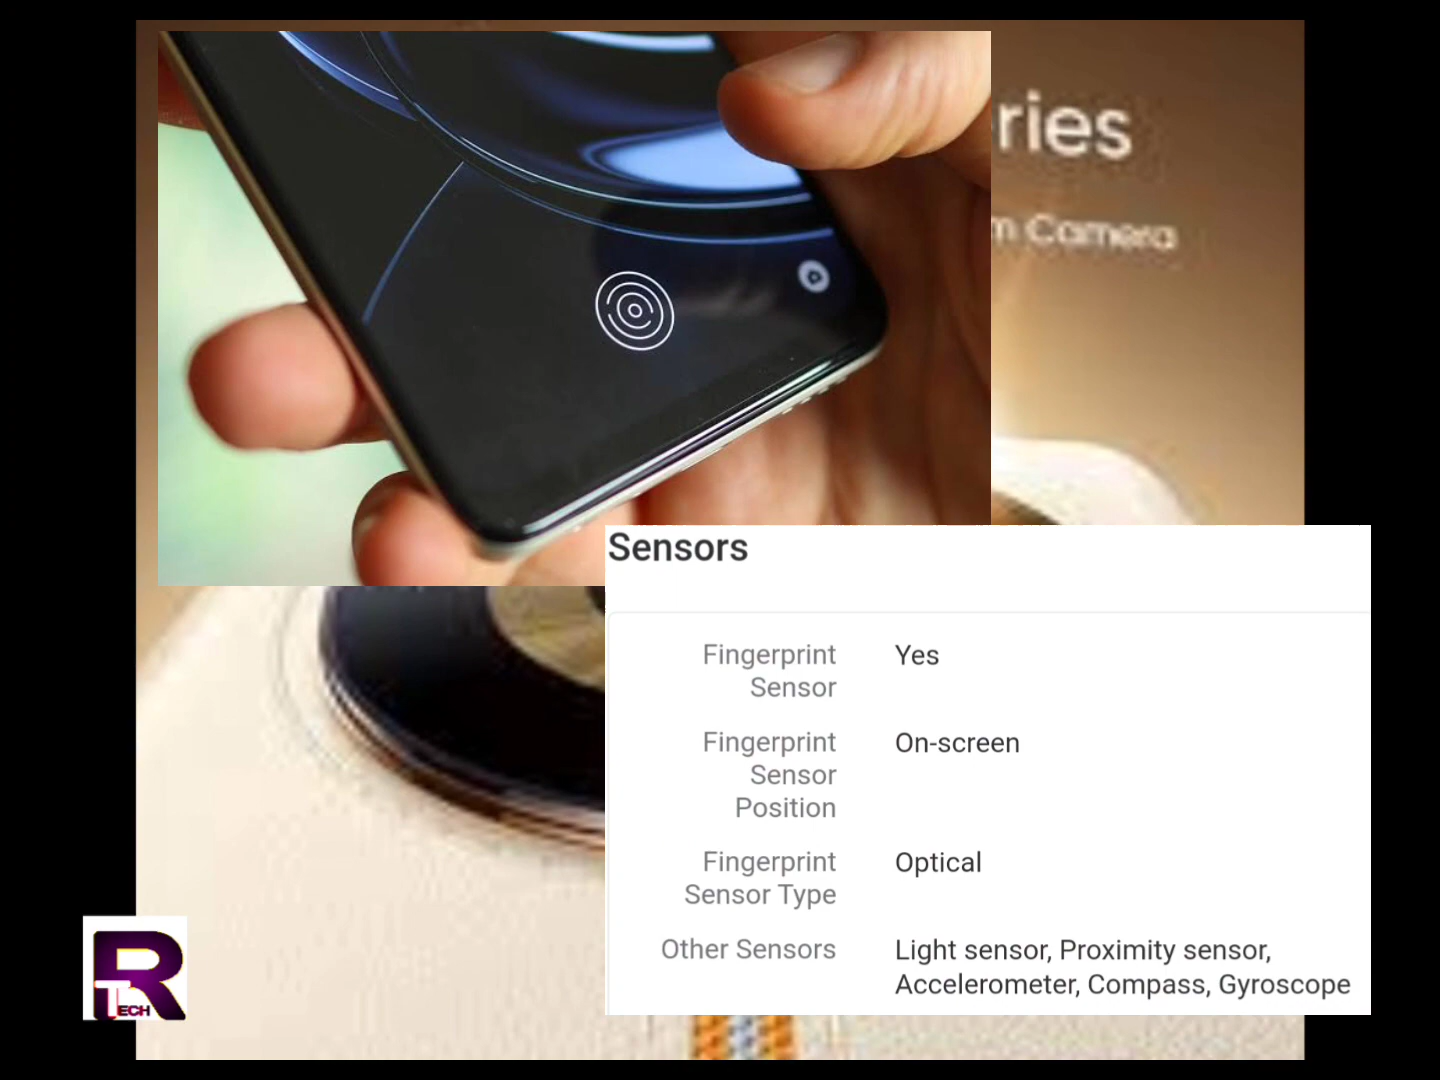 ries
m Camera
Sensors
Fingerprint Sensor
Yes
Fingerprint Sensor Position
On-screen
Fingerprint Sensor Type
Optical
Other Sensors
Light sensor, Proximity sensor,
Accelerometer, Compass, Gyroscope
R
TECH